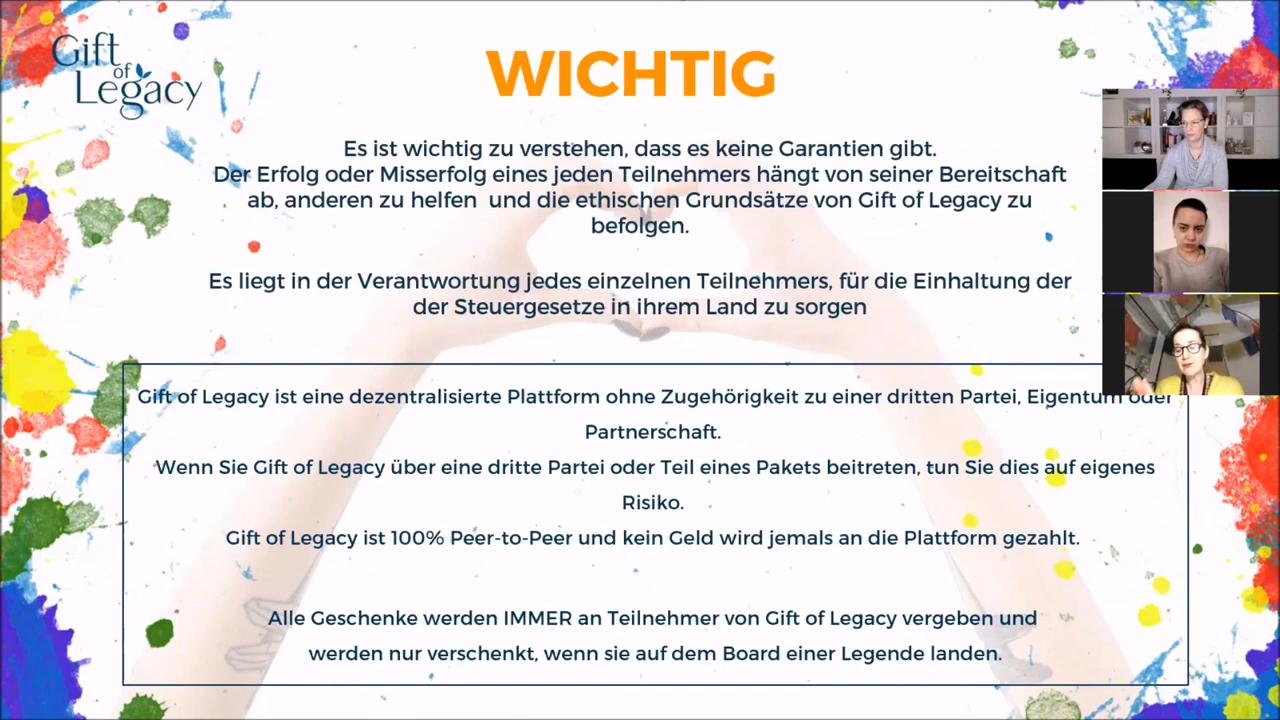 Gift
of
Legacy
WICHTIG
Es ist wichtig zu verstehen, dass es keine Garantien gibt.
Der Erfolg oder Misserfolg eines jeden Teilnehmers hängt von seiner Bereitschaft
ab, anderen zu helfen und die ethischen Grundsätze von Gift of Legacy zu
befolgen.
Es liegt in der Verantwortung jedes einzelnen Teilnehmers, für die Einhaltung der
der Steuergesetze in ihrem Land zu sorgen
Gift of Legacy ist eine dezentralisierte Plattform ohne Zugehörigkeit zu einer dritten Partei, Eigentum oder
Partnerschaft.
Wenn Sie Gift of Legacy über eine dritte Partei oder Teil eines Pakets beitreten, tun Sie dies auf eigenes
Risiko.
Gift of Legacy ist 100% Peer-to-Peer und kein Geld wird jemals an die Plattform gezahlt.
Alle Geschenke werden IMMER an Teilnehmer von Gift of Legacy vergeben und
werden nur verschenkt, wenn sie auf dem Board einer Legende landen.